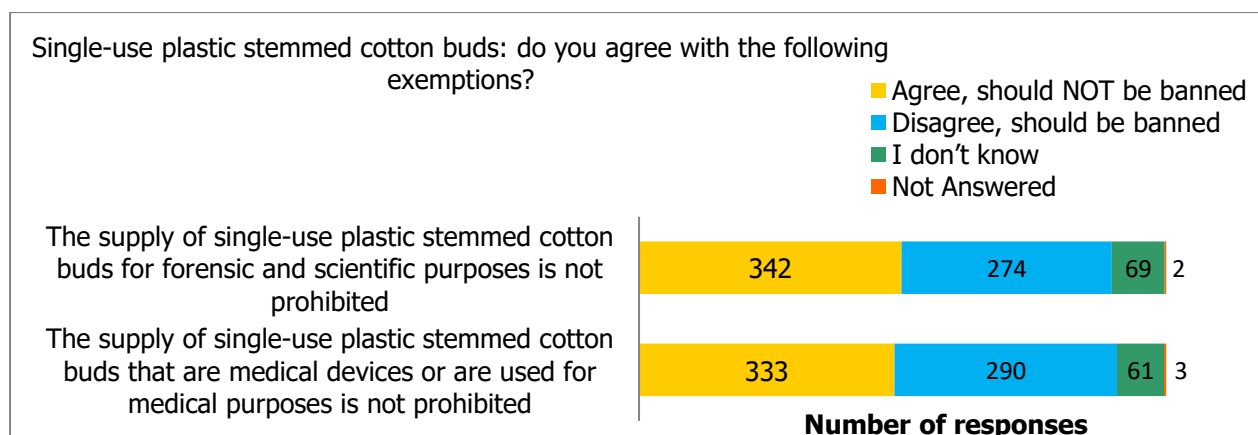 Single-use plastic stemmed cotton buds: do you agree with the following
exemptions?
Agree, should NOT be banned
Disagree, should be banned
I don’t know
Not Answered
The supply of single-use plastic stemmed cotton
buds for forensic and scientific purposes is not
prohibited
342 274 69 2
The supply of single-use plastic stemmed cotton
buds that are medical devices or are used for
medical purposes is not prohibited
333 290 61 3
Number of responses